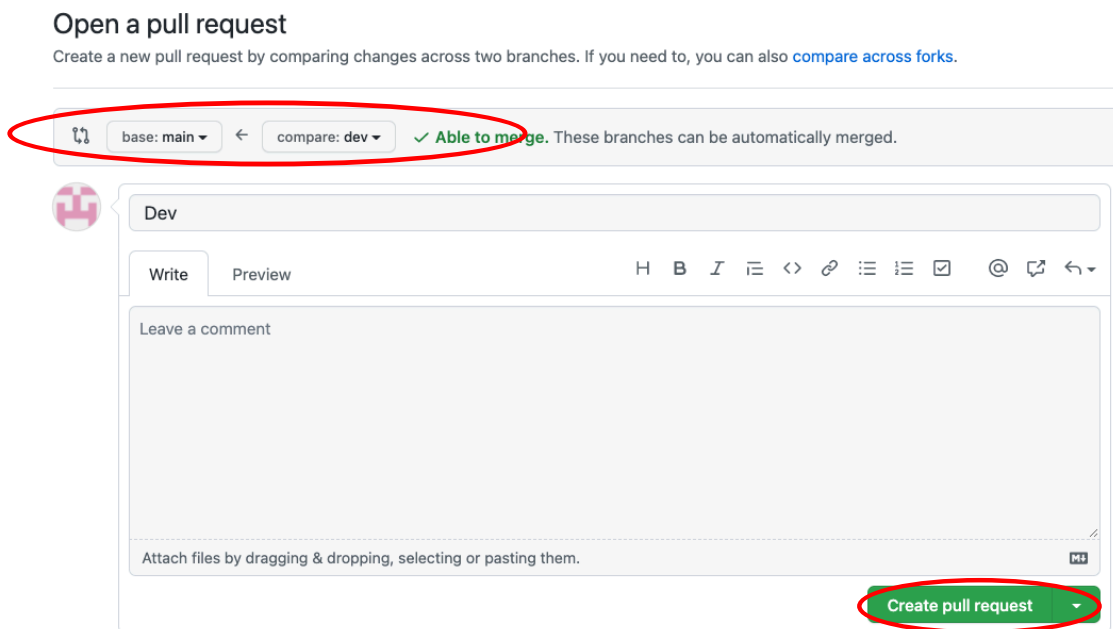 Open a pull request
Create a new pull request by comparing changes across two branches. If you need to, you can also compare across forks.
base: main ← compare: dev ✓ Able to merge. These branches can be automatically merged.
Dev
Write Preview H B I <> @
Leave a comment
Attach files by dragging & dropping, selecting or pasting them. M↓
Create pull request